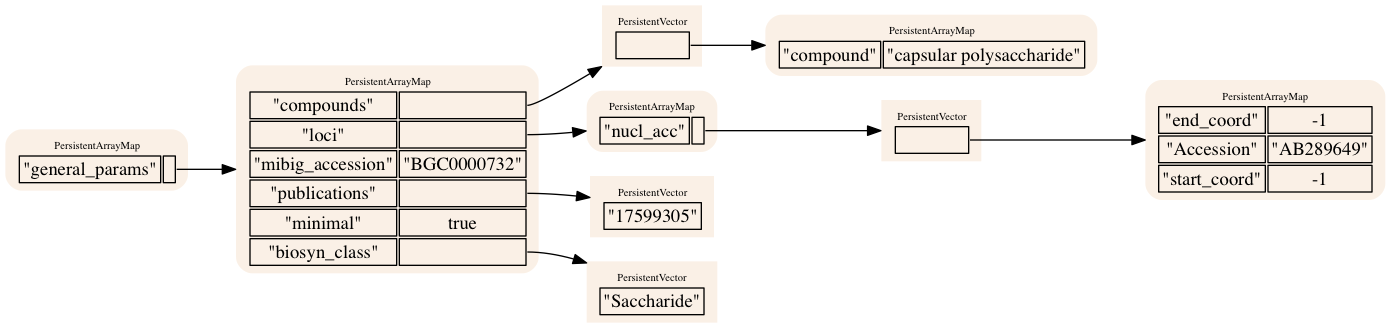 PersistentArrayMap
"general_params"
PersistentArrayMap
"compounds"
"loci"
"mibig_accession" "BGC0000732"
"publications"
"minimal" true
"biosyn_class"
PersistentVector
PersistentArrayMap
"compound" "capsular polysaccharide"
PersistentArrayMap
"nucl_acc"
PersistentVector
PersistentArrayMap
"end_coord" -1
"Accession" "AB289649"
"start_coord" -1
PersistentVector
"17599305"
PersistentVector
"Saccharide"